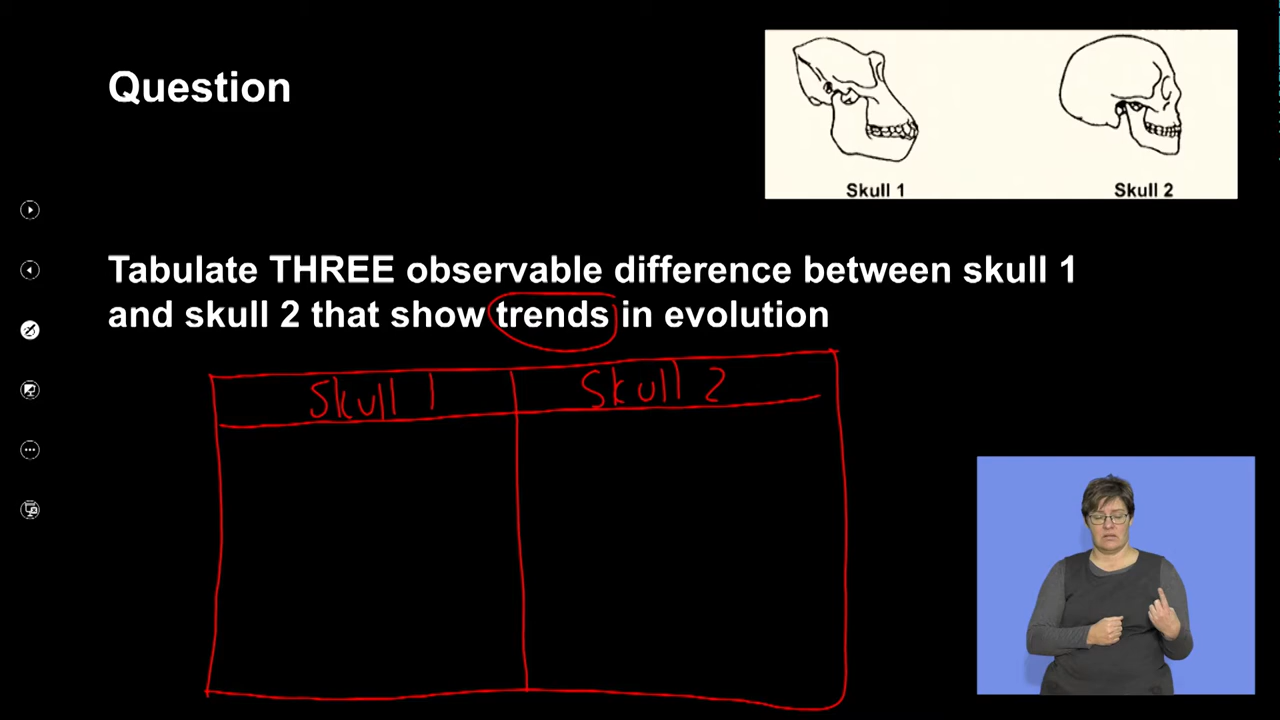 Question
Skull 1
Skull 2
Tabulate THREE observable difference between skull 1
and skull 2 that show trends in evolution
Skull 1
Skull 2